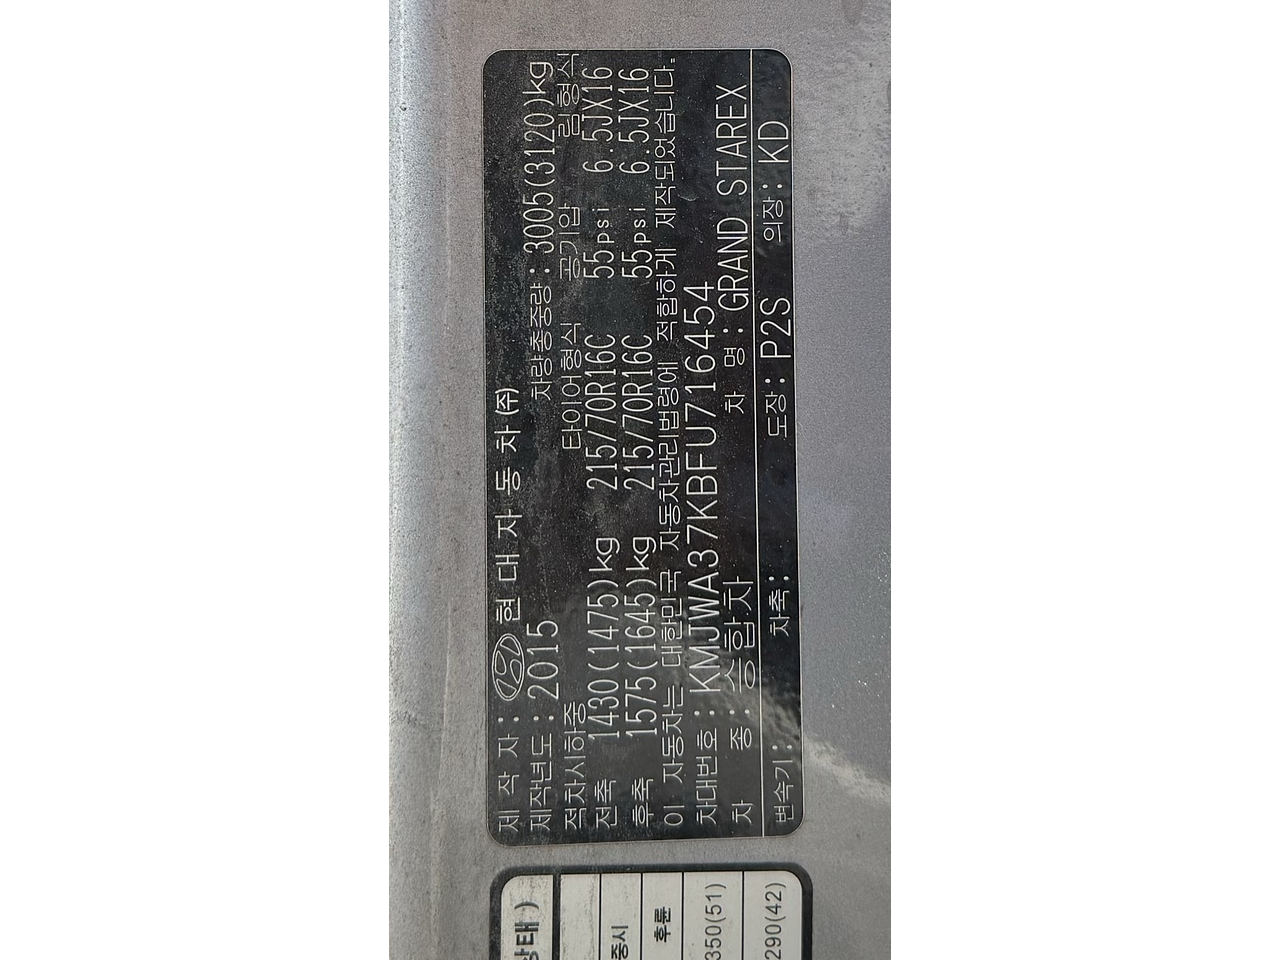 제 작 자 : 현 대 자 동 차 (주)
제작년도 : 2015 차량총중량 : 3005(3120)kg
적차시하중 타이어형식 공기압 림형식
전축 1430(1475)kg 215/70R16C 55psi 6.5JX16
후축 1575(1645)kg 215/70R16C 55psi 6.5JX16
이 자동차는 대한민국 자동차관리법령에 적합하게 제작되었습니다.
차대번호 : KMJWA37KBFU716454
차 종 : 승합차 차 명 : GRAND STAREX
변속기 : 차축 : 도장 : P2S 의장 : KD
상태 )
중시
후륜
350(51)
290(42)